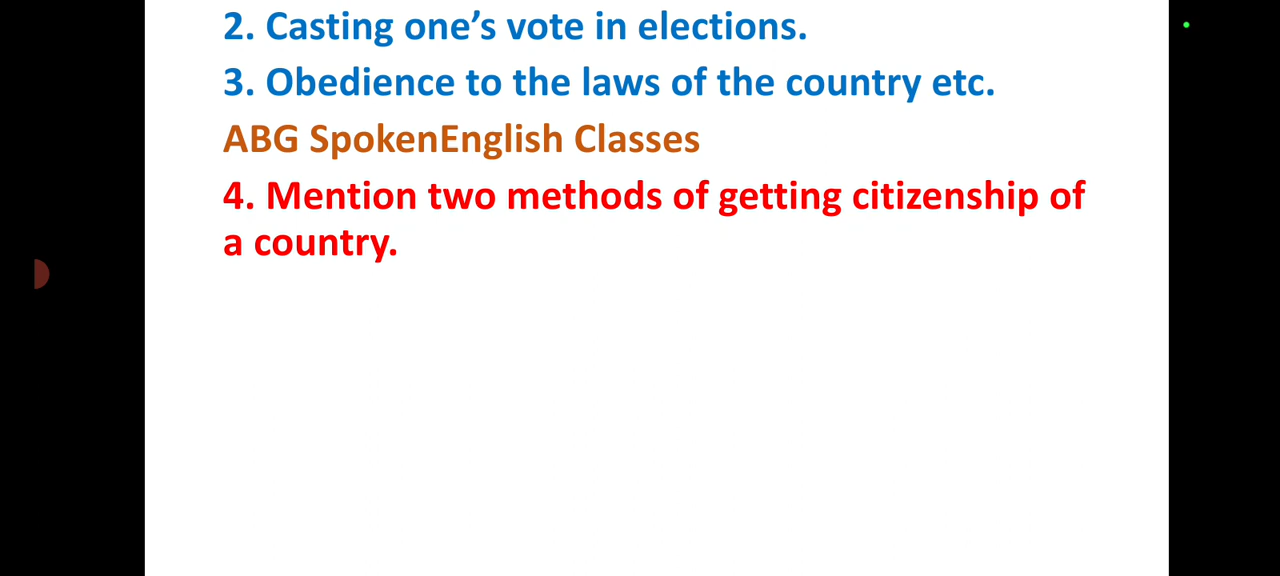 2. Casting one’s vote in elections.
3. Obedience to the laws of the country etc.
ABG SpokenEnglish Classes
4. Mention two methods of getting citizenship of
a country.